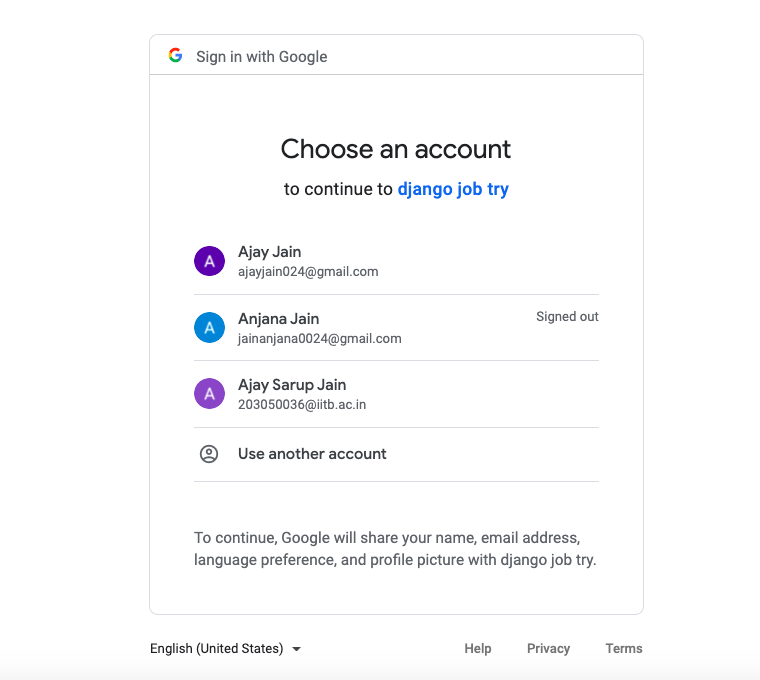 Sign in with Google
Choose an account
to continue to django job try
A
Ajay Jain
ajayjain024@gmail.com
A
Anjana Jain
Signed out
jainanjana0024@gmail.com
A
Ajay Sarup Jain
203050036@iitb.ac.in
Use another account
To continue, Google will share your name, email address,
language preference, and profile picture with django job try.
English (United States)
Help
Privacy
Terms